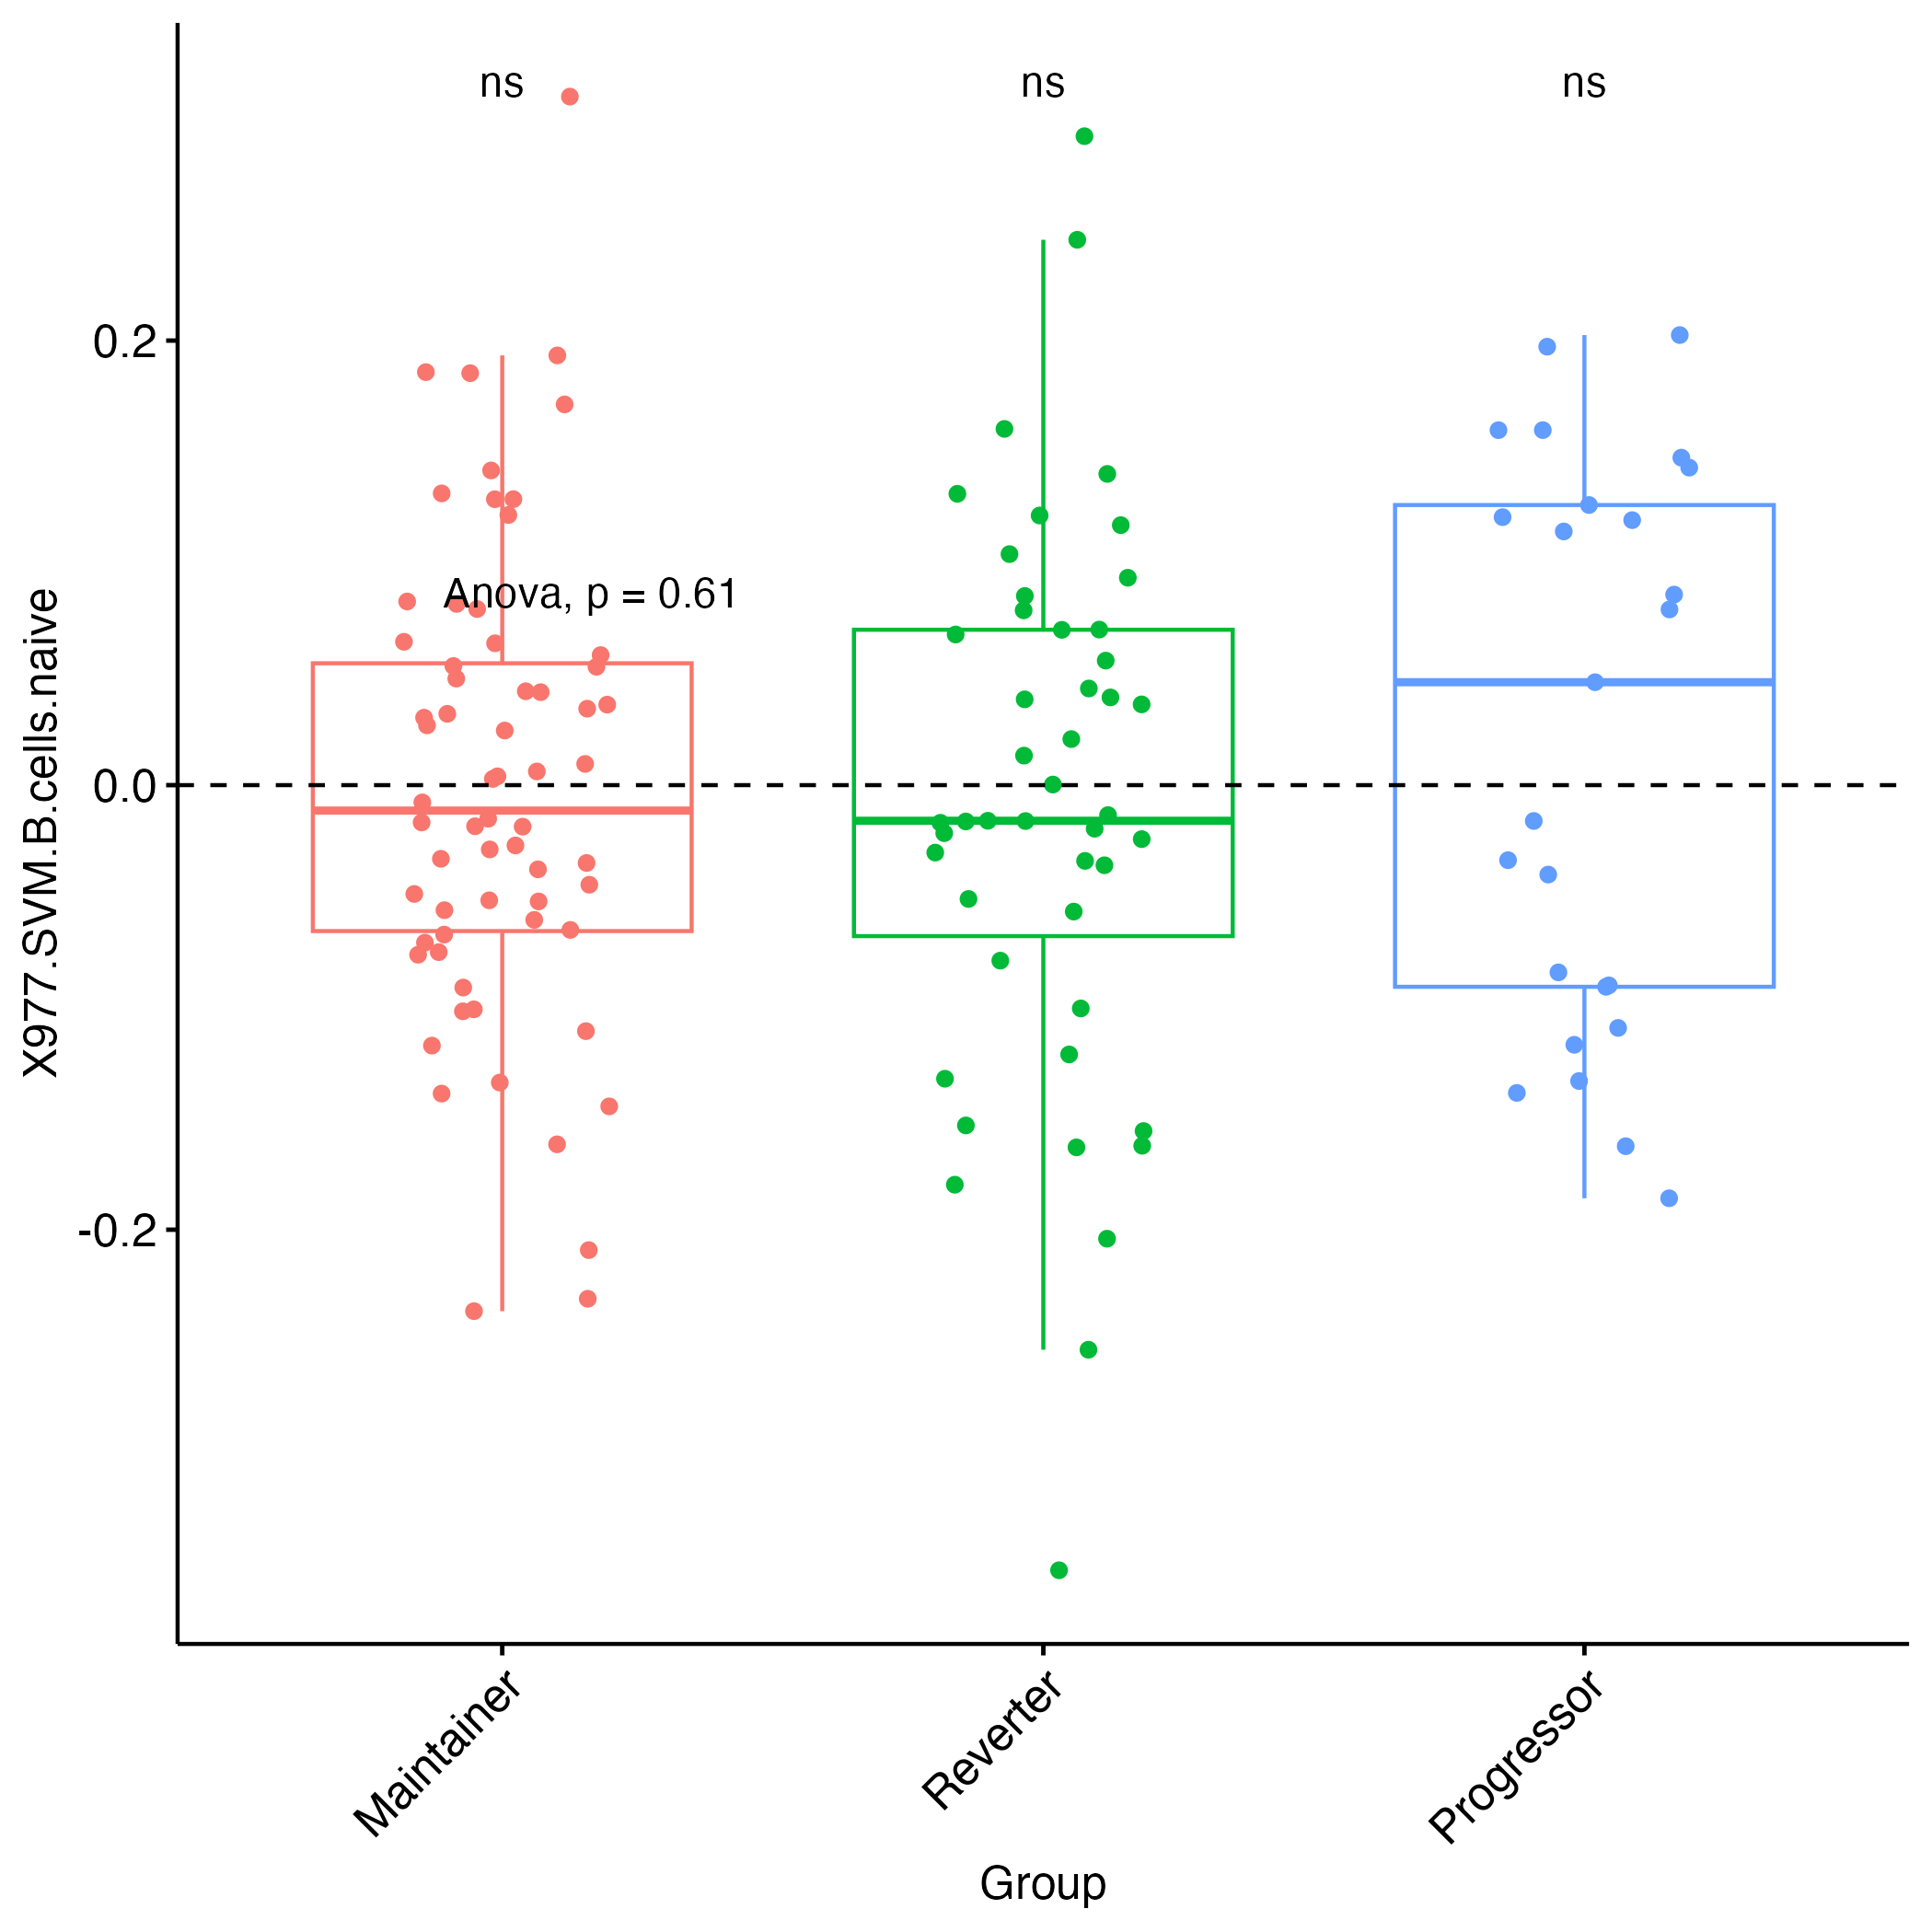 ns
ns
ns
Anova, p = 0.61
X977.SVM.B.cells.naive
0.2
0.0
-0.2
Maintainer
Reverter
Progressor
Group